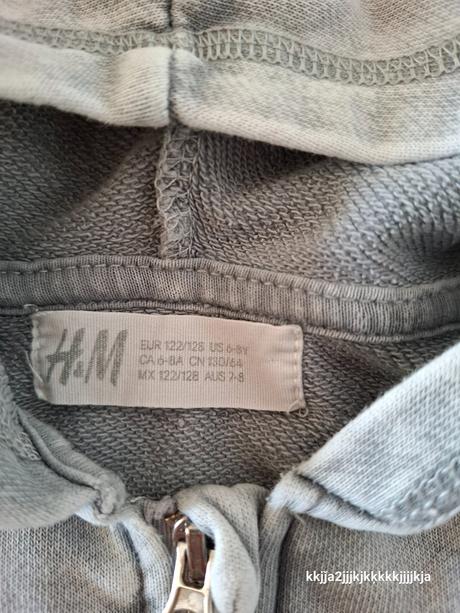 H&M
EUR 122/128 US 6-8Y
CA 6-8A CN 130/64
MX 122/128 AUS 7-8
kkjja2jjjkjkkkkkjjjjkja